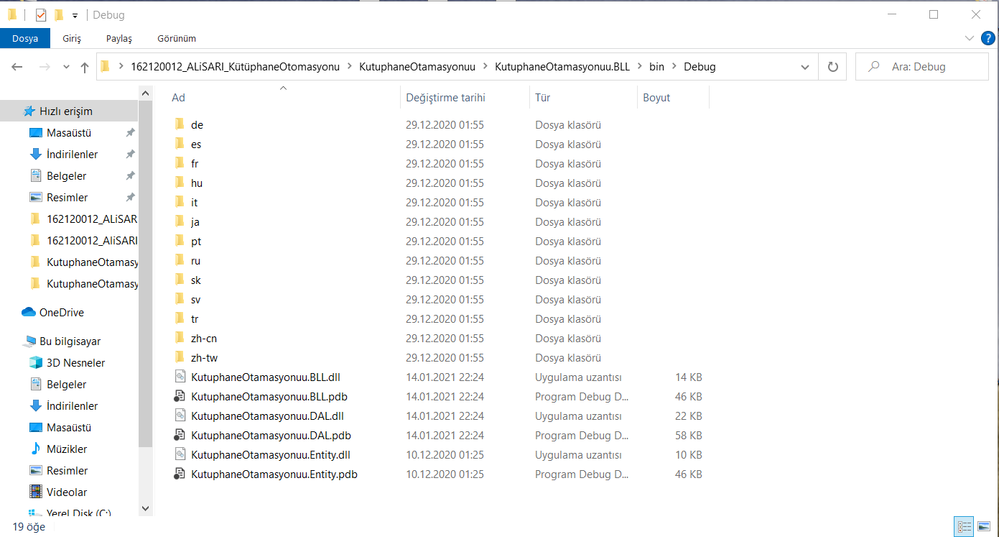 Debug
Dosya Giriş Paylaş Görünüm
162120012_ALiSARI_KütüphaneOtomasyonu KutuphaneOtamasyonuu KutuphaneOtamasyonuu.BLL bin Debug
Ara: Debug
Hızlı erişim
Masaüstü
İndirilenler
Belgeler
Resimler
162120012_ALiSARI
162120012_AliSARI
KutuphaneOtamasy
KutuphaneOtamasy
OneDrive
Bu bilgisayar
3D Nesneler
Belgeler
İndirilenler
Masaüstü
Müzikler
Resimler
Videolar
Yerel Disk (C:)
Ad Değiştirme tarihi Tür Boyut
de 29.12.2020 01:55 Dosya klasörü
es 29.12.2020 01:55 Dosya klasörü
fr 29.12.2020 01:55 Dosya klasörü
hu 29.12.2020 01:55 Dosya klasörü
it 29.12.2020 01:55 Dosya klasörü
ja 29.12.2020 01:55 Dosya klasörü
pt 29.12.2020 01:55 Dosya klasörü
ru 29.12.2020 01:55 Dosya klasörü
sk 29.12.2020 01:55 Dosya klasörü
sv 29.12.2020 01:55 Dosya klasörü
tr 29.12.2020 01:55 Dosya klasörü
zh-cn 29.12.2020 01:55 Dosya klasörü
zh-tw 29.12.2020 01:55 Dosya klasörü
KutuphaneOtamasyonuu.BLL.dll 14.01.2021 22:24 Uygulama uzantısı 14 KB
KutuphaneOtamasyonuu.BLL.pdb 14.01.2021 22:24 Program Debug D... 46 KB
KutuphaneOtamasyonuu.DAL.dll 14.01.2021 22:24 Uygulama uzantısı 22 KB
KutuphaneOtamasyonuu.DAL.pdb 14.01.2021 22:24 Program Debug D... 58 KB
KutuphaneOtamasyonuu.Entity.dll 10.12.2020 01:25 Uygulama uzantısı 10 KB
KutuphaneOtamasyonuu.Entity.pdb 10.12.2020 01:25 Program Debug D... 46 KB
19 öğe